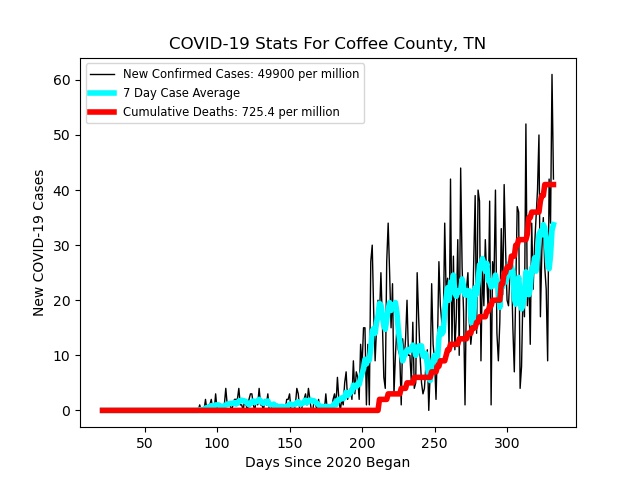 COVID-19 Stats For Coffee County, TN
New Confirmed Cases: 49900 per million
7 Day Case Average
Cumulative Deaths: 725.4 per million
New COVID-19 Cases
60
50
40
30
20
10
0
50 100 150 200 250 300
Days Since 2020 Began